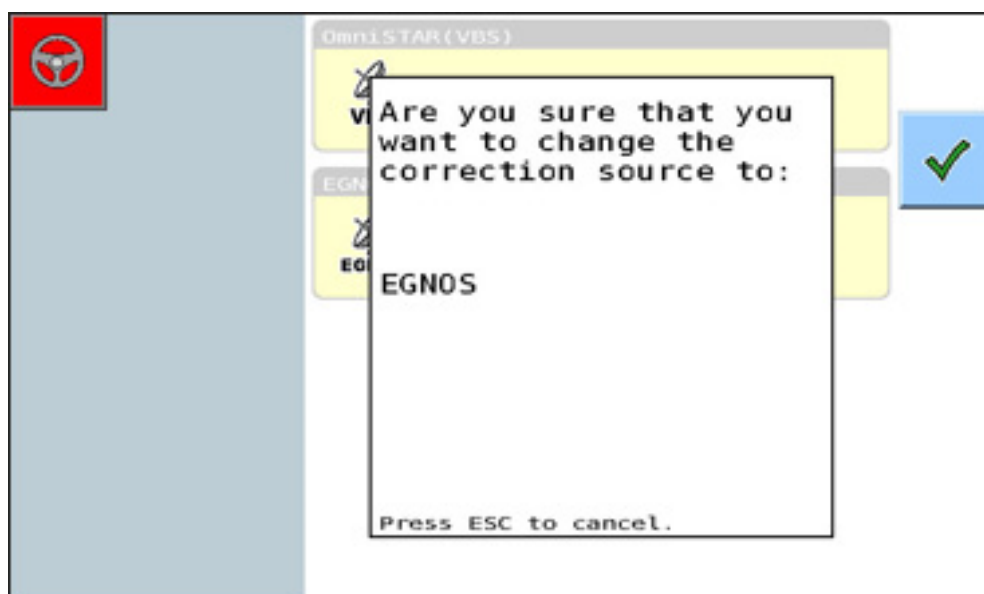 OmniSTAR(VBS)
Are you sure that you
want to change the
correction source to:
EGNOS
Press ESC to cancel.